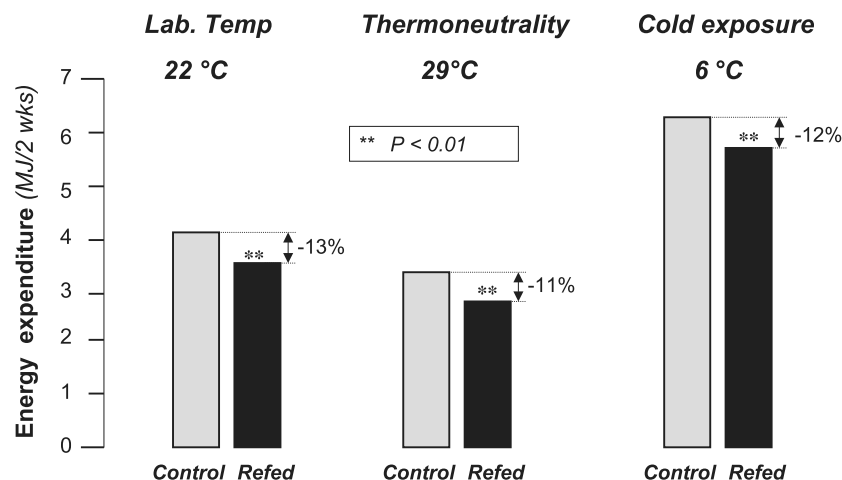 Lab. Temp Thermoneutrality Cold exposure
22 °C 29°C 6 °C
Energy expenditure (MJ/2 wks)
7
6
5
4
3
2
1
0
** P < 0.01
** -12%
** -13%
** -11%
Control Refed Control Refed Control Refed